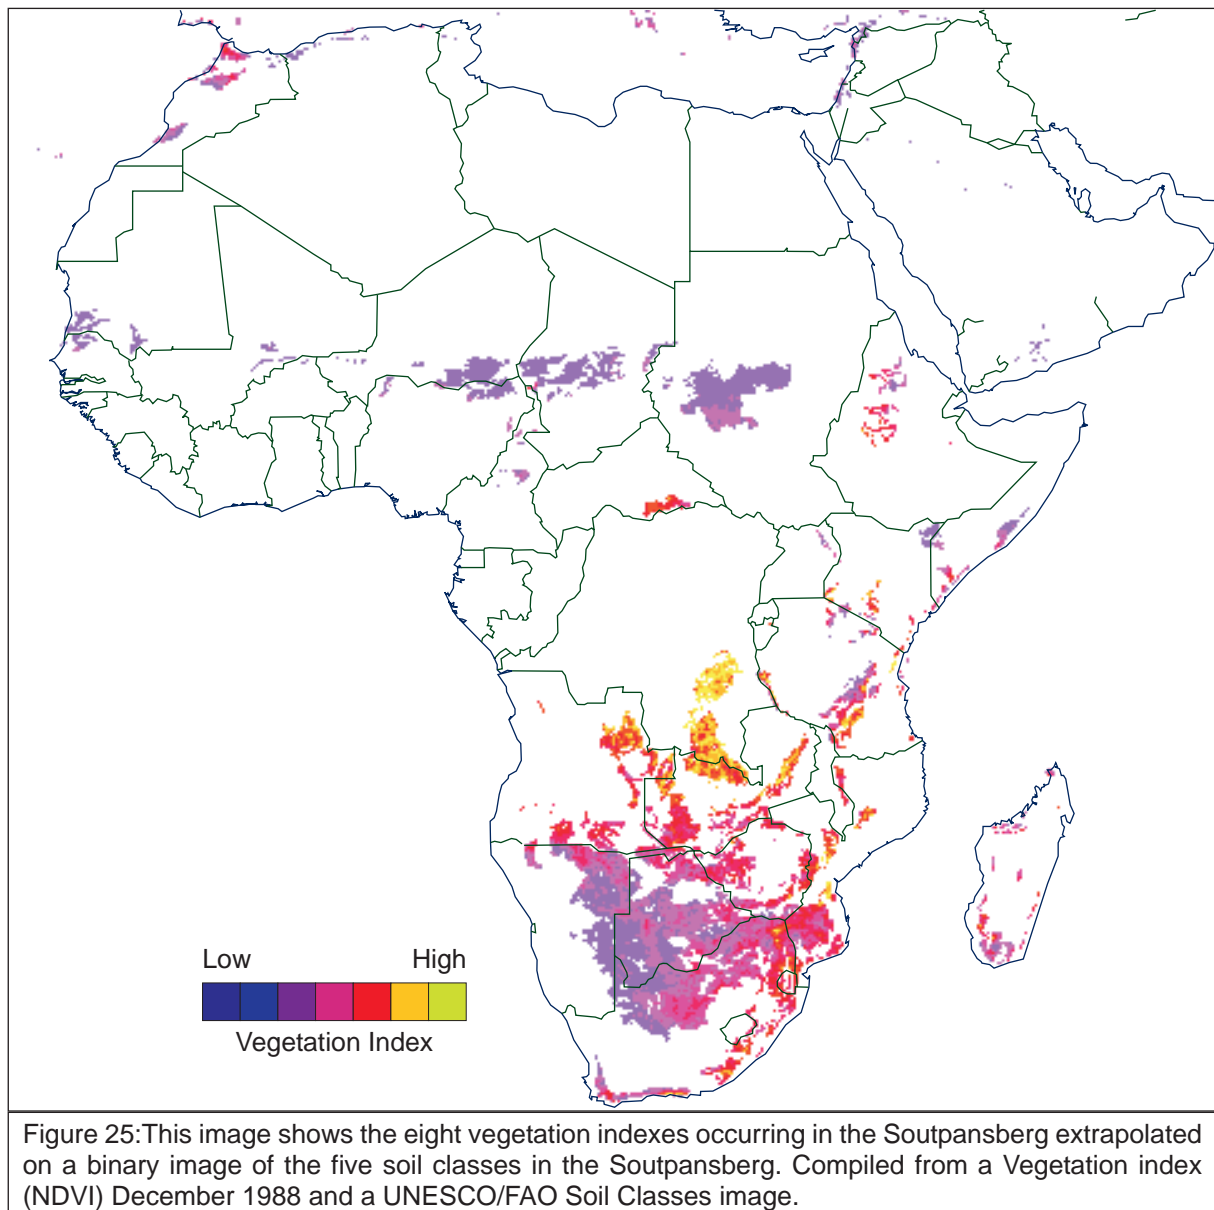 Low High
Vegetation Index
Figure 25:This image shows the eight vegetation indexes occurring in the Soutpansberg extrapolated
on a binary image of the five soil classes in the Soutpansberg. Compiled from a Vegetation index
(NDVI) December 1988 and a UNESCO/FAO Soil Classes image.